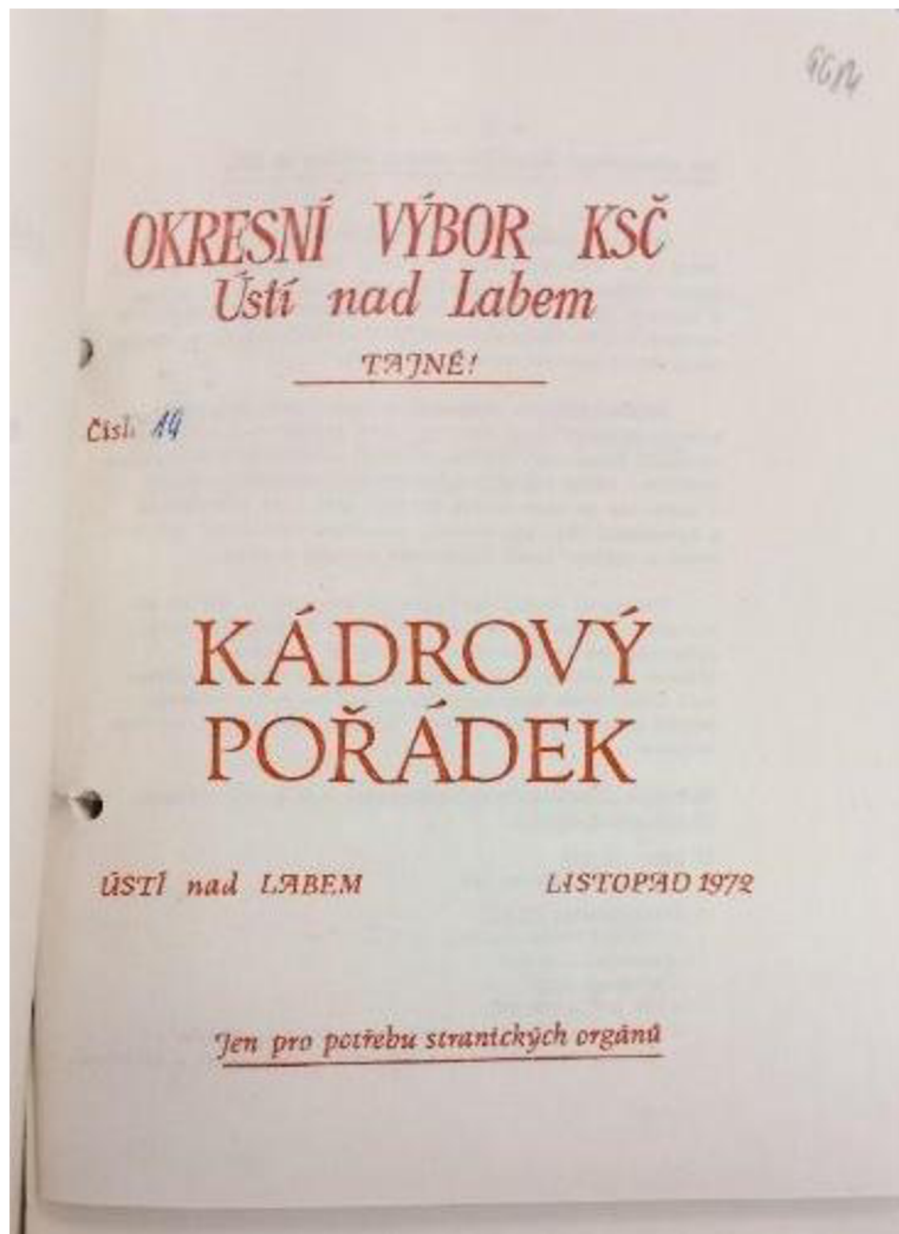 OKRESNÍ VÝBOR KSČ
Ústí nad Labem
TAJNÉ!
Čísl. 14
KÁDROVÝ
POŘÁDEK
ÚSTÍ nad LABEM LISTOPAD 1972
Jen pro potřebu stranických orgánů